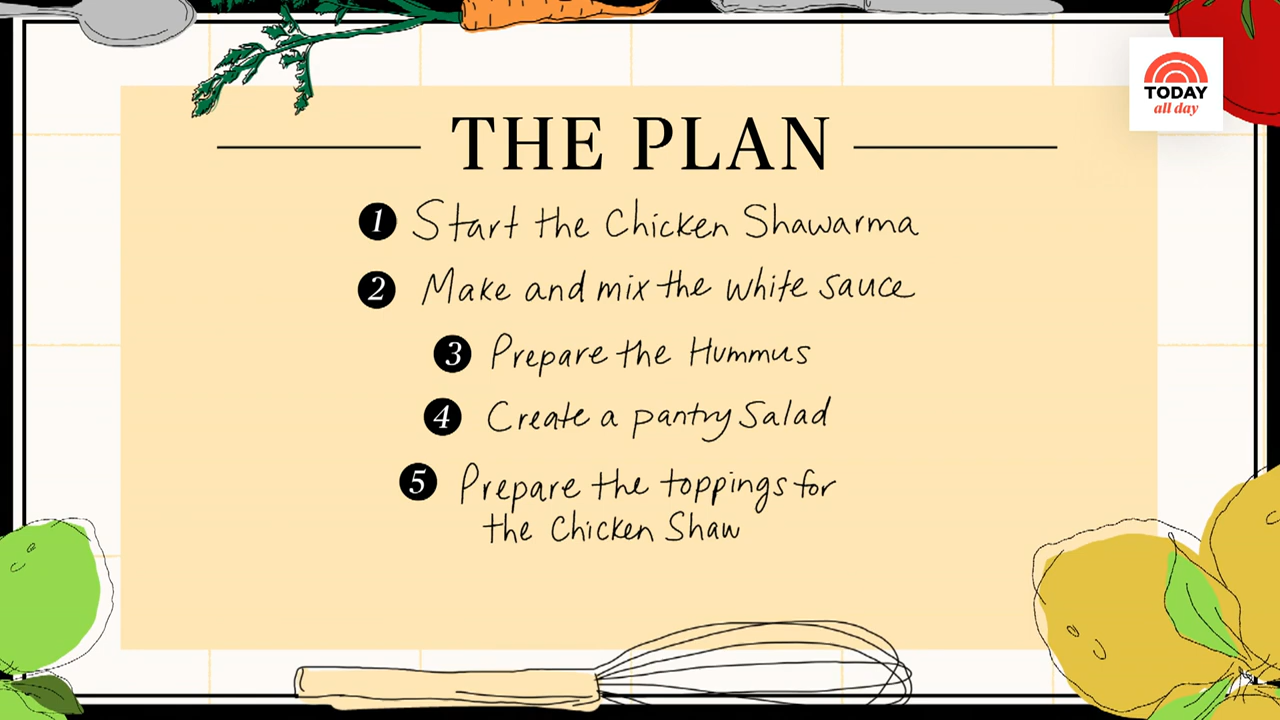 TODAY
all day
THE PLAN
1 Start the Chicken Shawarma
2 Make and mix the white sauce
3 Prepare the Hummus
4 Create a pantry Salad
5 Prepare the toppings for
the Chicken Shaw